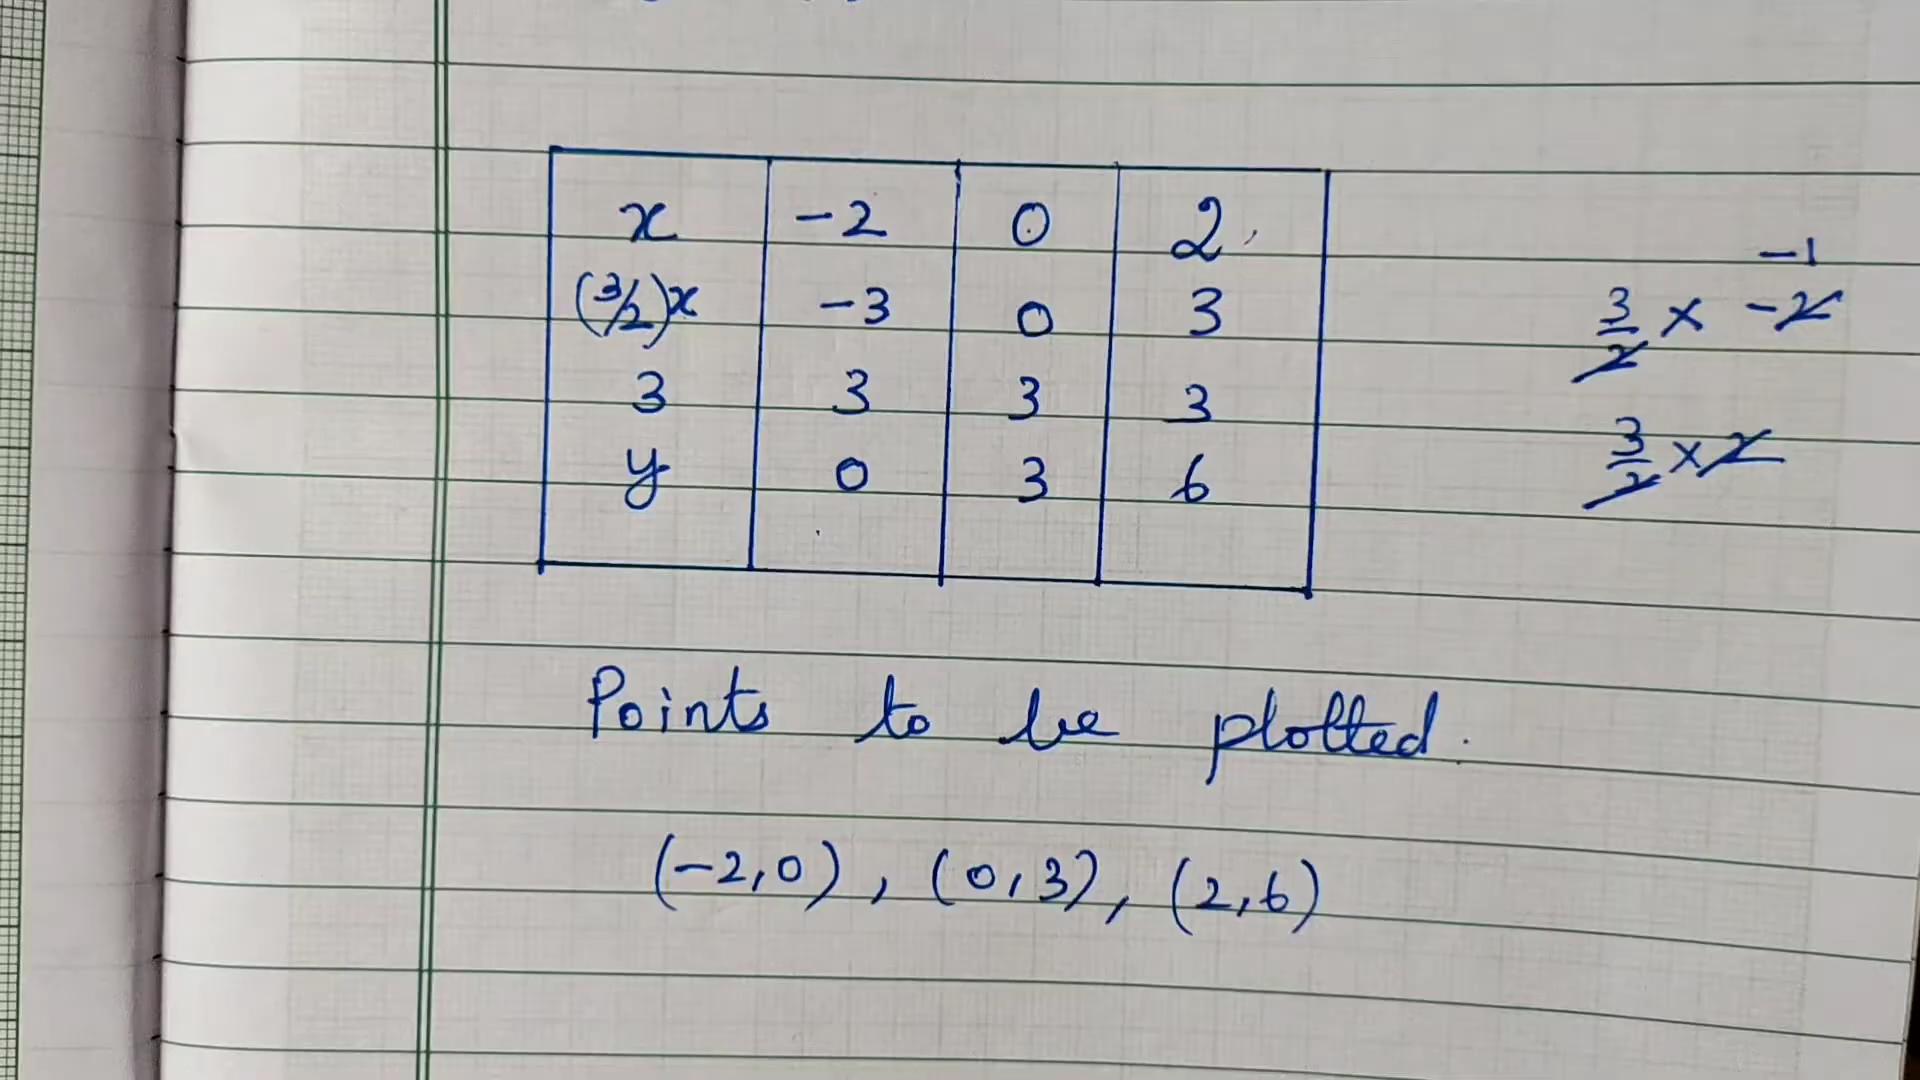 x -2 0 2
(3/2)x -3 0 3
3 3 3 3
y 0 3 6
-1
3/2 × -2
3/2 × 2
Points to be plotted.
(-2,0), (0,3), (2,6)